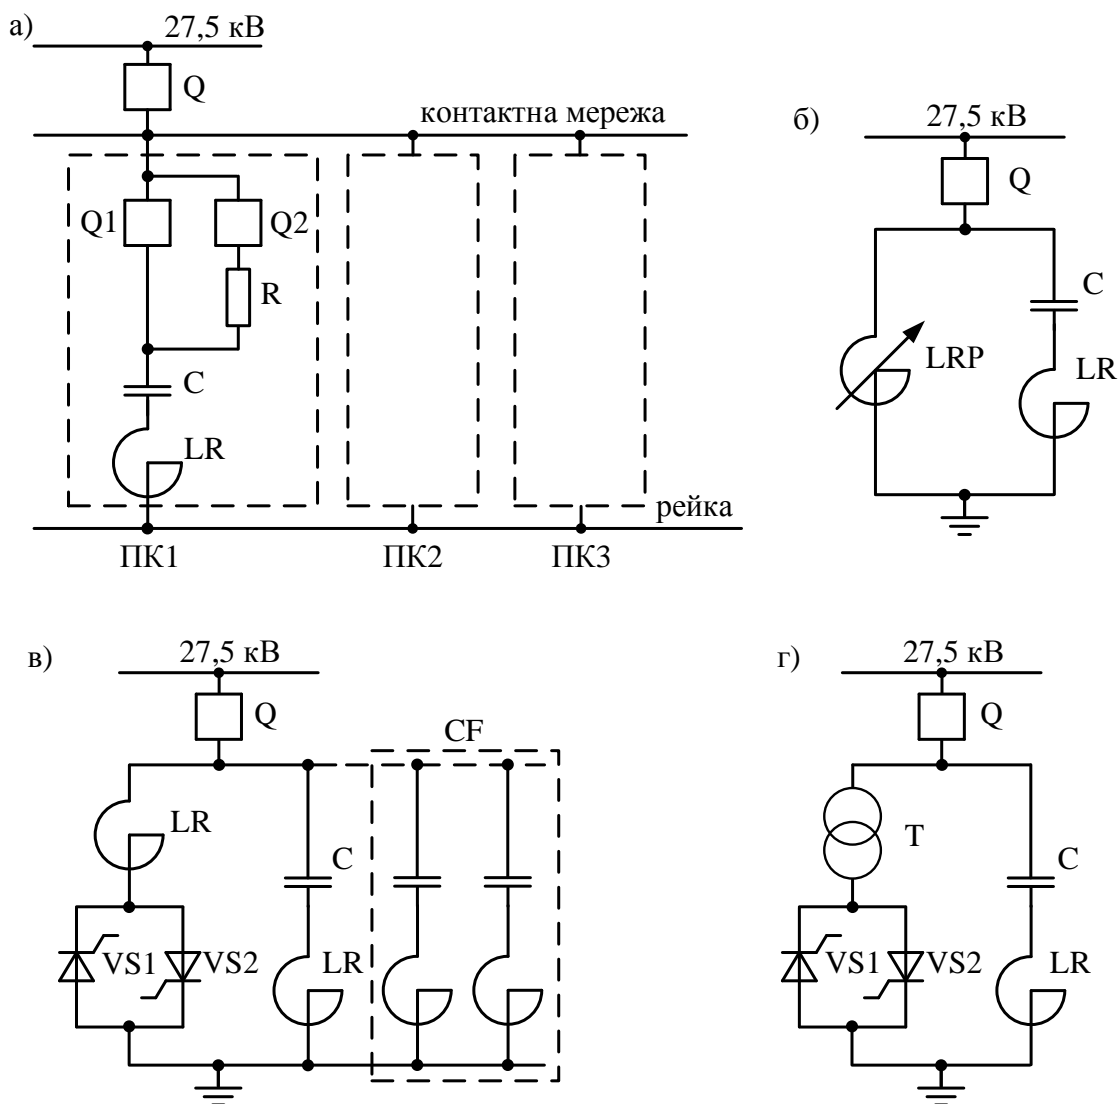 а)
27,5 кВ
Q
контактна мережа
Q1
Q2
R
C
LR
рейка
ПК1
ПК2
ПК3
б)
27,5 кВ
Q
C
LRP
LR
в)
27,5 кВ
Q
CF
LR
C
VS1
VS2
LR
г)
27,5 кВ
Q
T
C
VS1
VS2
LR